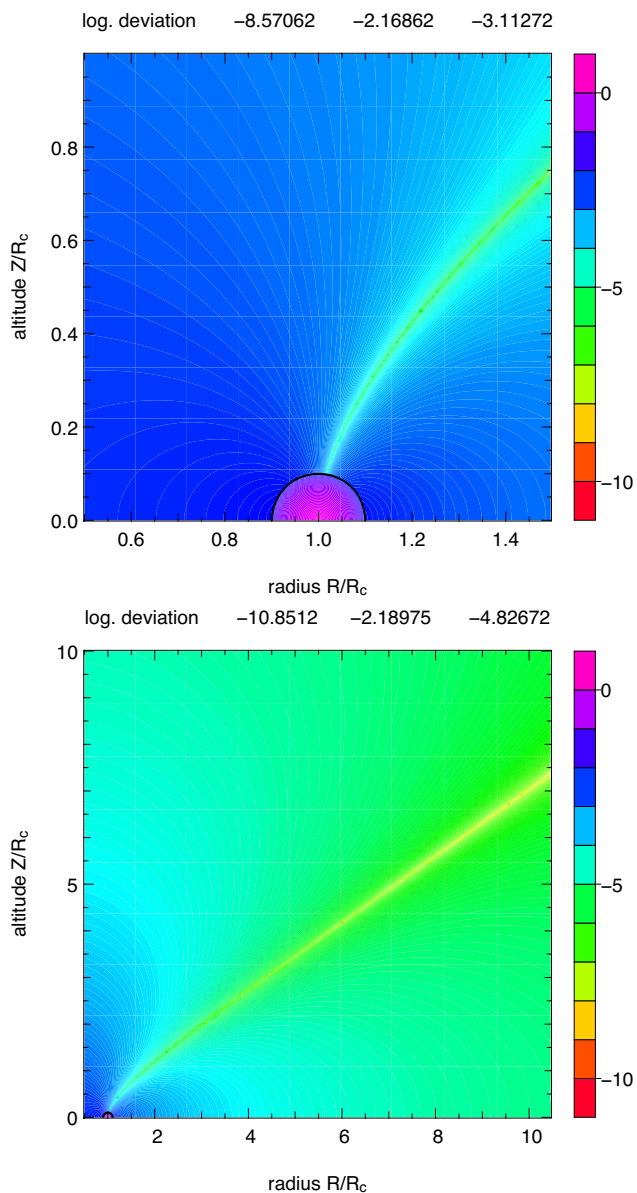 log. deviation −8.57062 −2.16862 −3.11272
0.8
0.6
0.4
0.2
0.0
altitude Z/Rc
0.6 0.8 1.0 1.2 1.4
radius R/Rc
0
−5
−10
log. deviation −10.8512 −2.18975 −4.82672
10
5
0
altitude Z/Rc
2 4 6 8 10
radius R/Rc
0
−5
−10